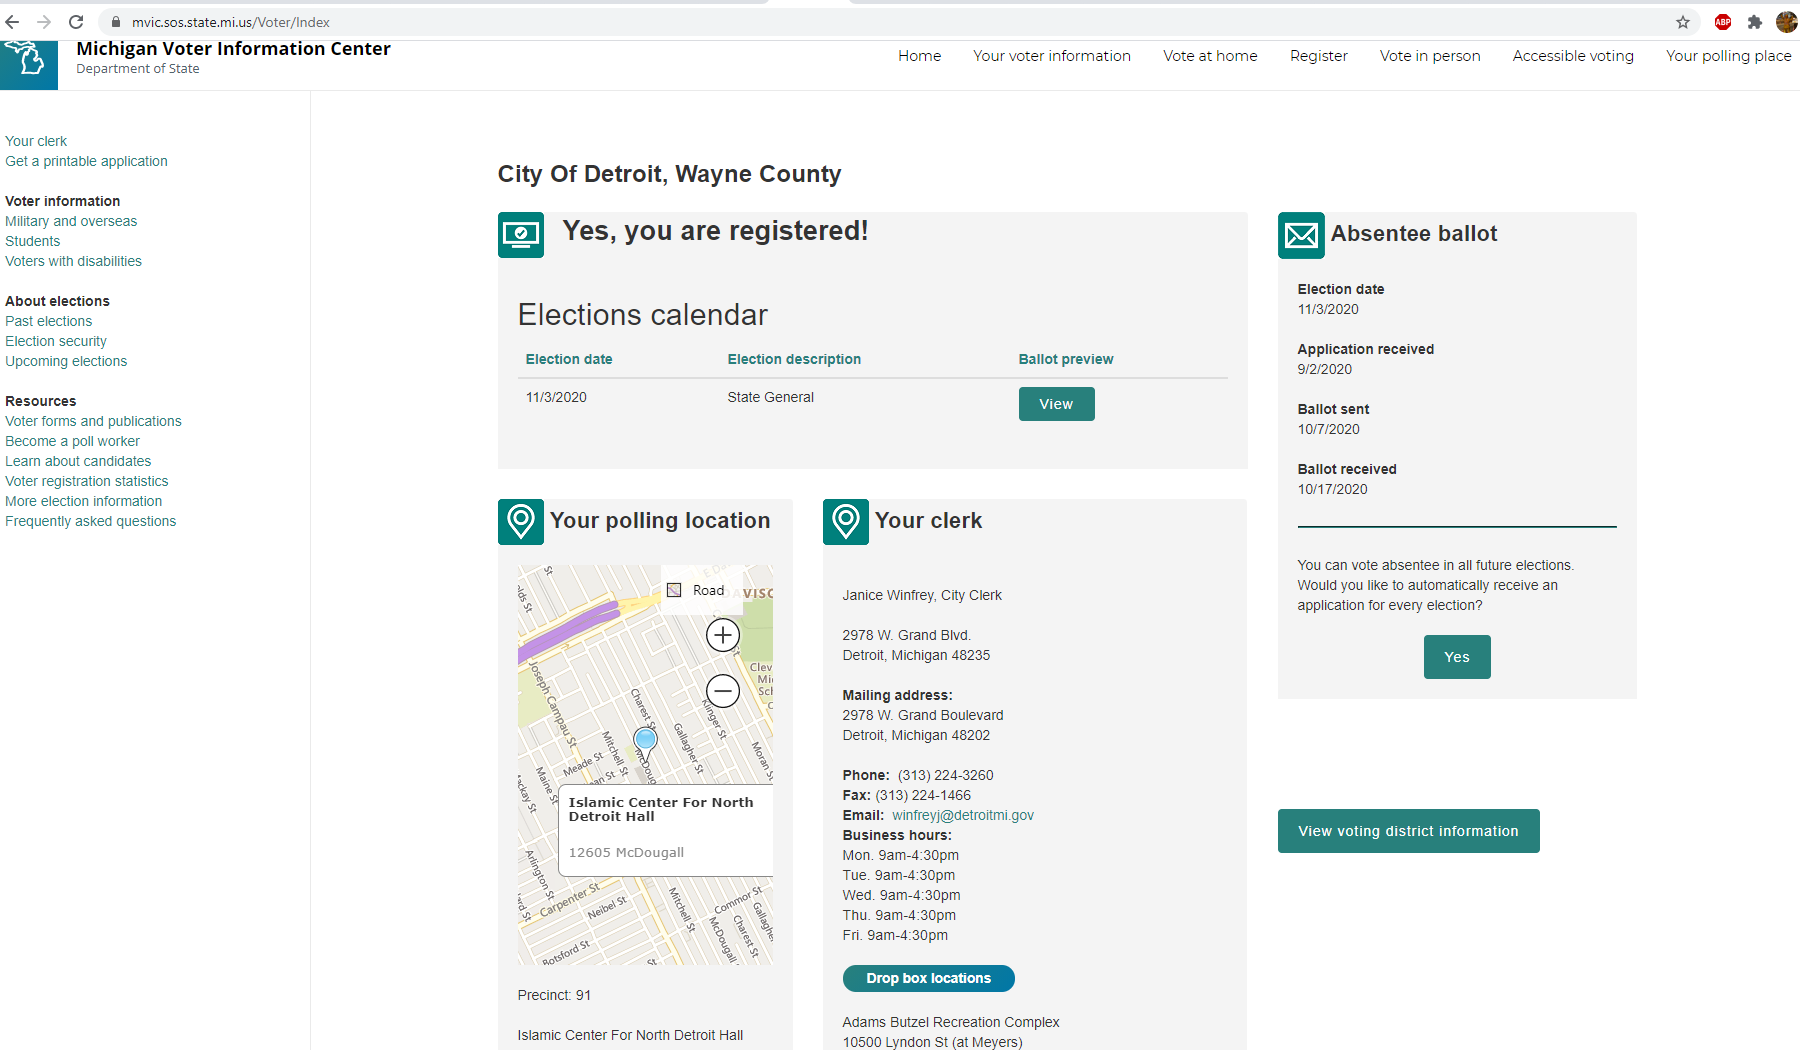 mvic.sos.state.mi.us/Voter/Index
ABP
Michigan Voter Information Center
Department of State
Home
Your voter information
Vote at home
Register
Vote in person
Accessible voting
Your polling place
Your clerk
Get a printable application
Voter information
Military and overseas
Students
Voters with disabilities
About elections
Past elections
Election security
Upcoming elections
Resources
Voter forms and publications
Become a poll worker
Learn about candidates
Voter registration statistics
More election information
Frequently asked questions
City Of Detroit, Wayne County
Yes, you are registered!
Elections calendar
Election date Election description Ballot preview
11/3/2020 State General View
Your polling location
Road
Joseph Campau St
Charest St
Klinger St
Gallagher St
Moran St
Mitchell St
Meade St
Maine St
Islamic Center For North
Detroit Hall
12605 McDougall
Arlington St
Carpenter St
Neibel St
Mitchell St
Commor St
McDougall
Charest St
Botsford St
Precinct: 91
Islamic Center For North Detroit Hall
Your clerk
Janice Winfrey, City Clerk
2978 W. Grand Blvd.
Detroit, Michigan 48235
Mailing address:
2978 W. Grand Boulevard
Detroit, Michigan 48202
Phone: (313) 224-3260
Fax: (313) 224-1466
Email: winfreyj@detroitmi.gov
Business hours:
Mon. 9am-4:30pm
Tue. 9am-4:30pm
Wed. 9am-4:30pm
Thu. 9am-4:30pm
Fri. 9am-4:30pm
Drop box locations
Adams Butzel Recreation Complex
10500 Lyndon St (at Meyers)
Absentee ballot
Election date
11/3/2020
Application received
9/2/2020
Ballot sent
10/7/2020
Ballot received
10/17/2020
You can vote absentee in all future elections.
Would you like to automatically receive an
application for every election?
Yes
View voting district information